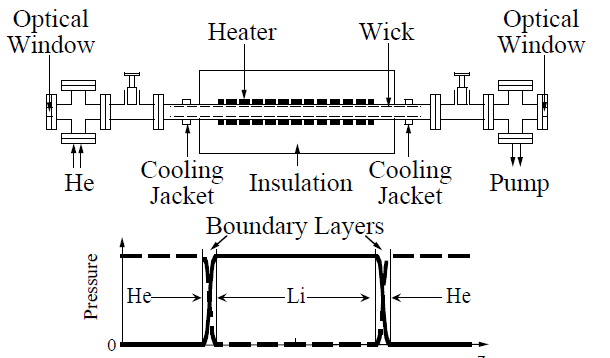 Optical
Window
Heater
Wick
Optical
Window
He
Cooling
Jacket
Insulation
Cooling
Jacket
Pump
Boundary Layers
Pressure
He
Li
He
0